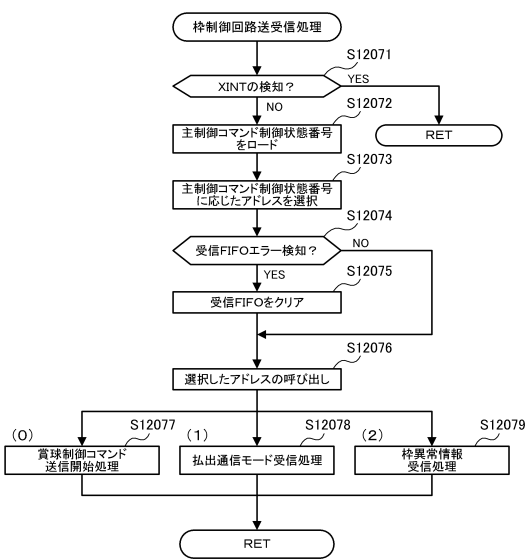 枠制御回路送受信処理
S12071
XINTの検知？
YES
NO
S12072
主制御コマンド制御状態番号
をロード
RET
S12073
主制御コマンド制御状態番号
に応じたアドレスを選択
S12074
受信FIFOエラー検知？
NO
YES
S12075
受信FIFOをクリア
S12076
選択したアドレスの呼び出し
(0)
S12077
賞球制御コマンド
送信開始処理
(1)
S12078
払出通信モード受信処理
(2)
S12079
枠異常情報
受信処理
RET